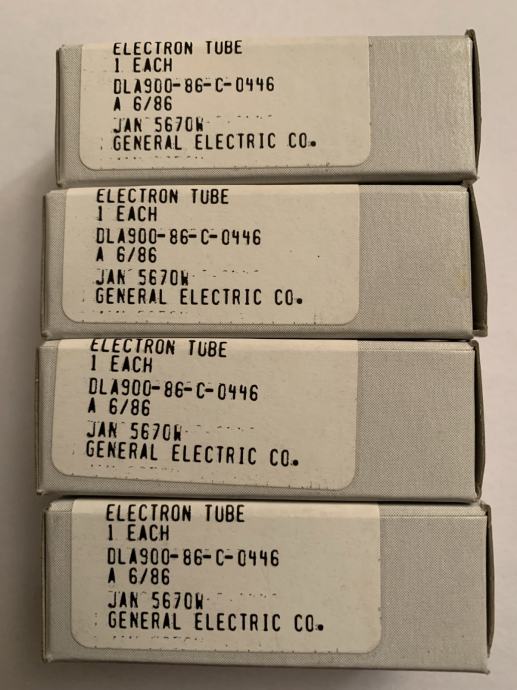 ELECTRON TUBE
1 EACH
DLA900-86-C-0446
A 6/86
JAN 5670W
GENERAL ELECTRIC CO.
ELECTRON TUBE
1 EACH
DLA900-86-C-0446
A 6/86
JAN 5670W
GENERAL ELECTRIC CO.
ELECTRON TUBE
1 EACH
DLA900-86-C-0446
A 6/86
JAN 5670W
GENERAL ELECTRIC CO.
ELECTRON TUBE
1 EACH
DLA900-86-C-0446
A 6/86
JAN 5670W
GENERAL ELECTRIC CO.